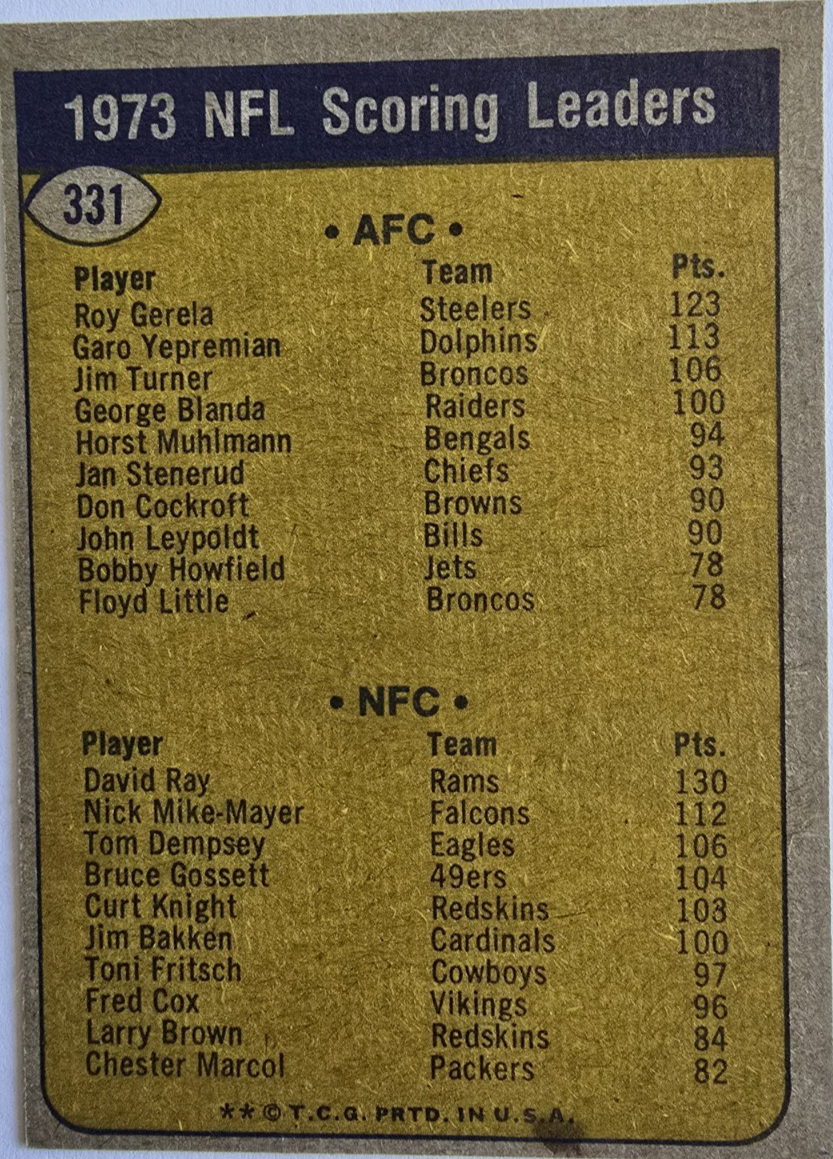 1973 NFL Scoring Leaders
331
• AFC •
Player Team Pts.
Roy Gerela Steelers 123
Garo Yepremian Dolphins 113
Jim Turner Broncos 106
George Blanda Raiders 100
Horst Muhlmann Bengals 94
Jan Stenerud Chiefs 93
Don Cockroft Browns 90
John Leypoldt Bills 90
Bobby Howfield Jets 78
Floyd Little Broncos 78
• NFC •
Player Team Pts.
David Ray Rams 130
Nick Mike-Mayer Falcons 112
Tom Dempsey Eagles 106
Bruce Gossett 49ers 104
Curt Knight Redskins 103
Jim Bakken Cardinals 100
Toni Fritsch Cowboys 97
Fred Cox Vikings 96
Larry Brown Redskins 84
Chester Marcol Packers 82
**© T.C.G. PRTD. IN U.S.A.